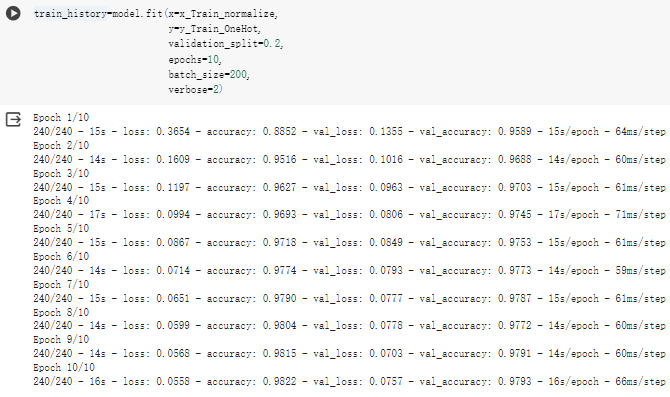 train_history=model.fit(x=x_Train_normalize,
y=y_Train_OneHot,
validation_split=0.2,
epochs=10,
batch_size=200,
verbose=2)
Epoch 1/10
240/240 - 15s - loss: 0.3654 - accuracy: 0.8852 - val_loss: 0.1355 - val_accuracy: 0.9589 - 15s/epoch - 64ms/step
Epoch 2/10
240/240 - 14s - loss: 0.1609 - accuracy: 0.9516 - val_loss: 0.1016 - val_accuracy: 0.9688 - 14s/epoch - 60ms/step
Epoch 3/10
240/240 - 15s - loss: 0.1197 - accuracy: 0.9627 - val_loss: 0.0963 - val_accuracy: 0.9703 - 15s/epoch - 61ms/step
Epoch 4/10
240/240 - 17s - loss: 0.0994 - accuracy: 0.9693 - val_loss: 0.0806 - val_accuracy: 0.9745 - 17s/epoch - 71ms/step
Epoch 5/10
240/240 - 15s - loss: 0.0867 - accuracy: 0.9718 - val_loss: 0.0849 - val_accuracy: 0.9753 - 15s/epoch - 61ms/step
Epoch 6/10
240/240 - 14s - loss: 0.0714 - accuracy: 0.9774 - val_loss: 0.0793 - val_accuracy: 0.9773 - 14s/epoch - 59ms/step
Epoch 7/10
240/240 - 15s - loss: 0.0651 - accuracy: 0.9790 - val_loss: 0.0777 - val_accuracy: 0.9787 - 15s/epoch - 61ms/step
Epoch 8/10
240/240 - 14s - loss: 0.0599 - accuracy: 0.9804 - val_loss: 0.0778 - val_accuracy: 0.9772 - 14s/epoch - 60ms/step
Epoch 9/10
240/240 - 14s - loss: 0.0568 - accuracy: 0.9815 - val_loss: 0.0703 - val_accuracy: 0.9791 - 14s/epoch - 60ms/step
Epoch 10/10
240/240 - 16s - loss: 0.0558 - accuracy: 0.9822 - val_loss: 0.0757 - val_accuracy: 0.9793 - 16s/epoch - 66ms/step